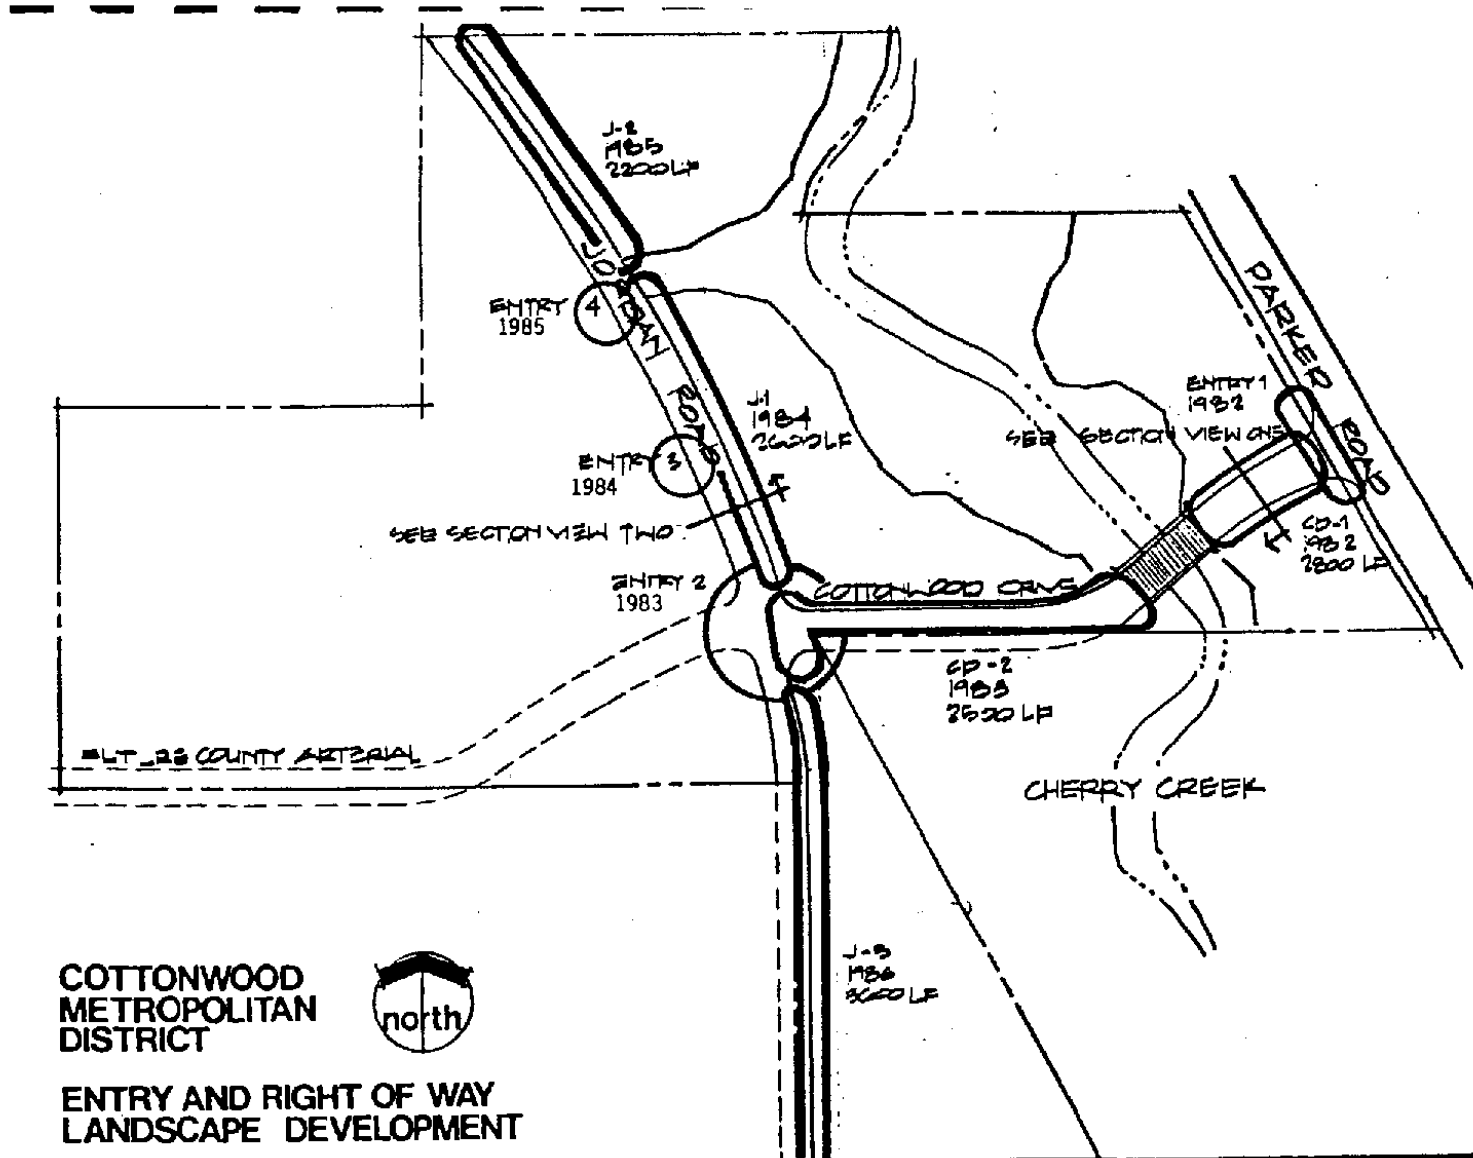 J-2
1985
2200 LF
JORDAN ROAD
ENTRY 4
1985
PARKER ROAD
ENTRY 1
1982
SEE SECTION VIEW ONE
J-1
1984
2600 LF
ENTRY 3
1984
SEE SECTION VIEW TWO
CD-1
1982
2800 LF
ENTRY 2
1983
COTTONWOOD DRIVE
CD-2
1983
2500 LF
COUNTY ARTERIAL
CHERRY CREEK
J-3
1986
LF
COTTONWOOD
METROPOLITAN
DISTRICT
north
ENTRY AND RIGHT OF WAY
LANDSCAPE DEVELOPMENT